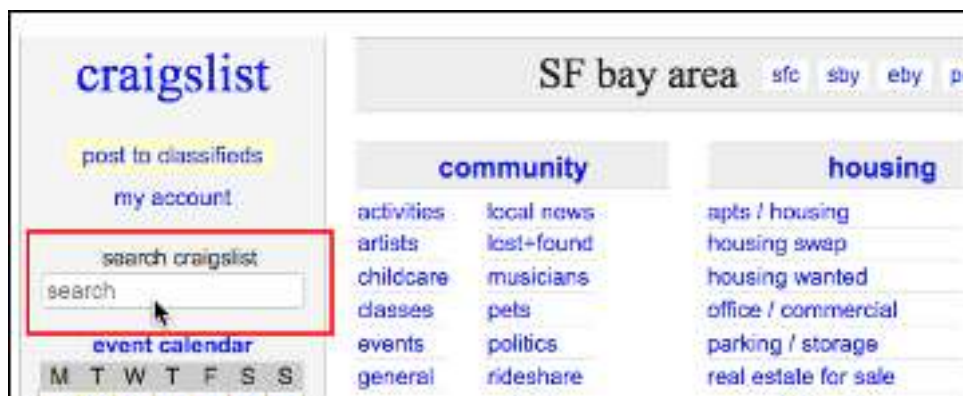 craigslist
post to classifieds
my account
search craigslist
search
event calendar
M T W T F S S
SF bay area sfc sby eby
community
activities local news
artists lost+found
childcare musicians
classes pets
events politics
general rideshare
housing
apts / housing
housing swap
housing wanted
office / commercial
parking / storage
real estate for sale